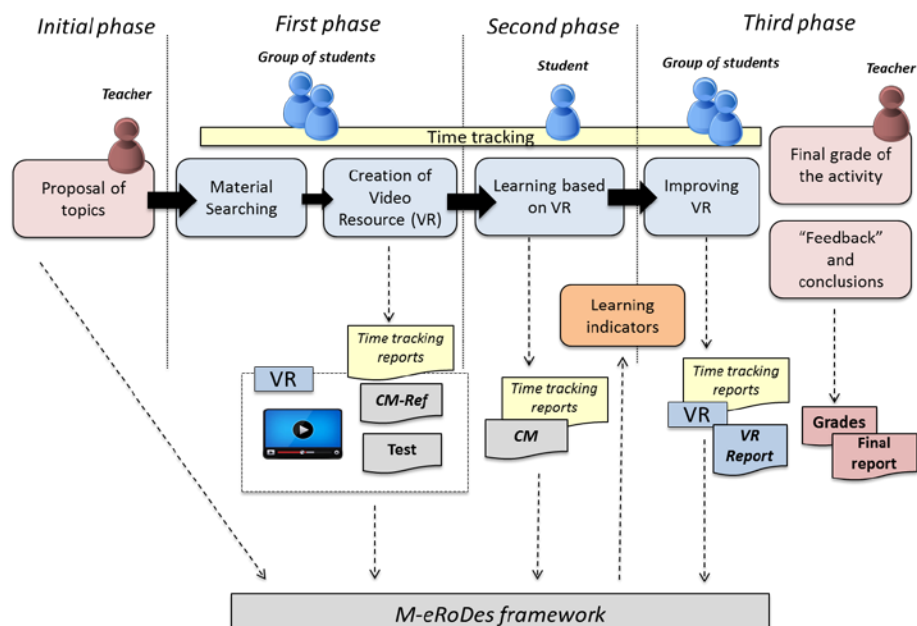 Initial phase
First phase
Second phase
Third phase
Group of students
Student
Group of students
Teacher
Teacher
Time tracking
Proposal of
topics
Material
Searching
Creation of
Video
Resource (VR)
Learning based
on VR
Improving
VR
Final grade of
the activity
“Feedback” and
conclusions
Learning
indicators
Time tracking
reports
VR
CM-Ref
Test
Time tracking
reports
CM
Time tracking
reports
VR
VR
Report
Grades
Final
report
M-eRoDes framework